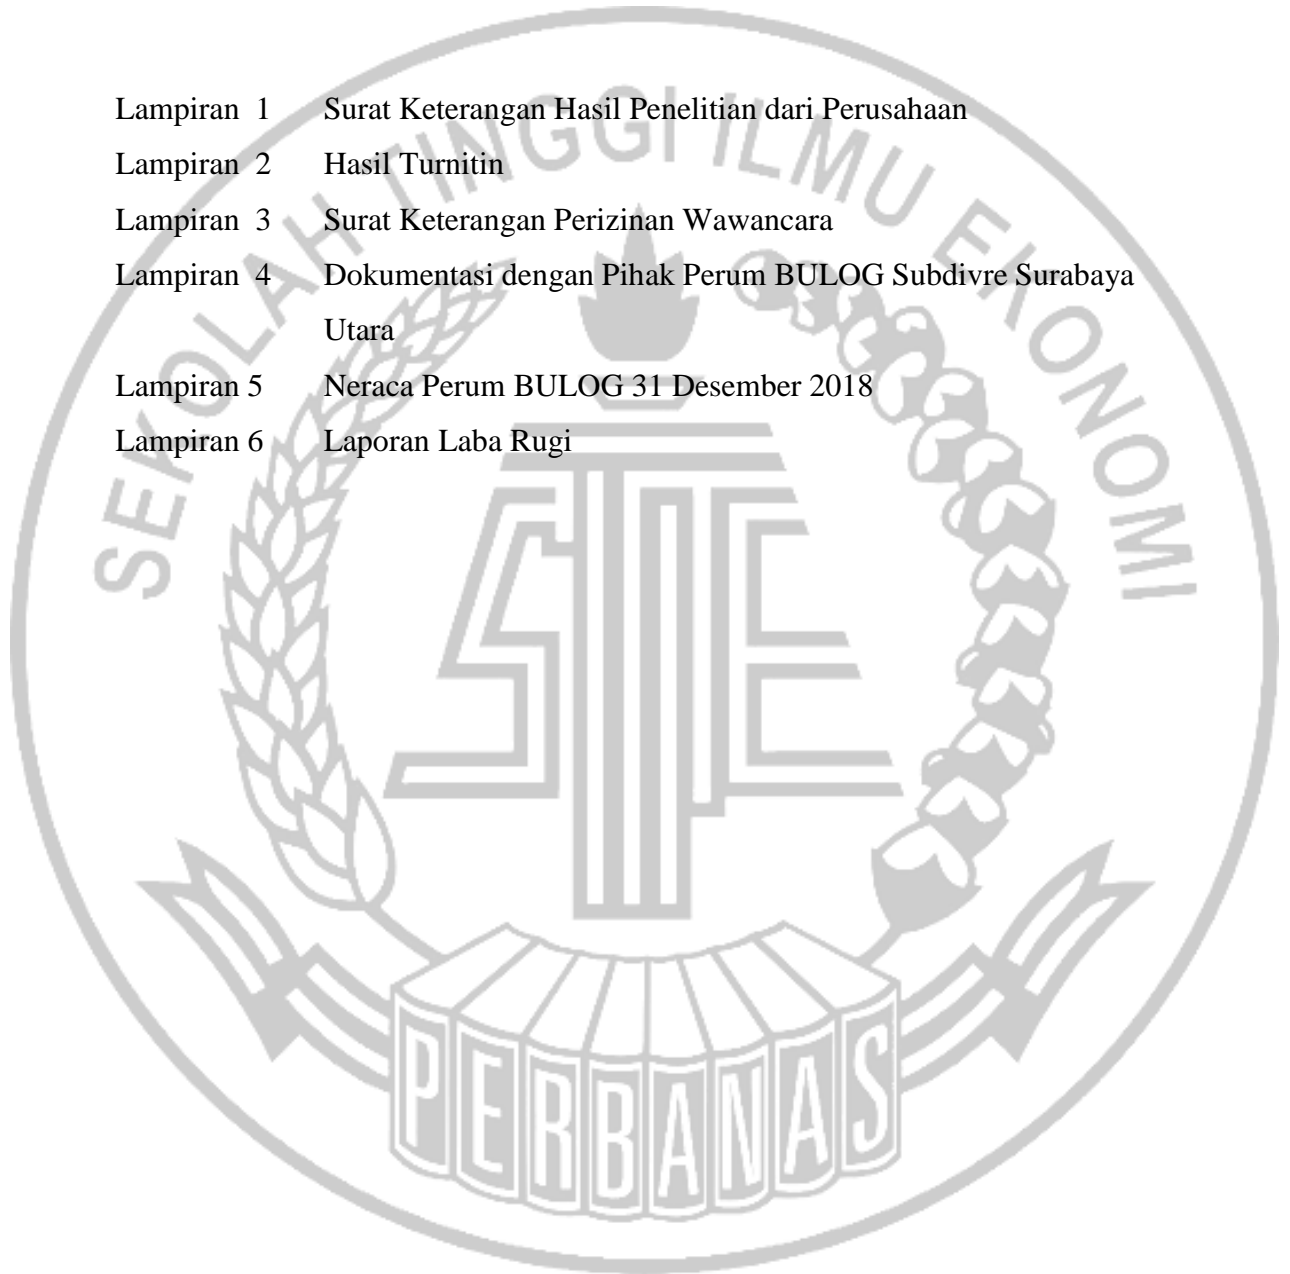 Lampiran 1 Surat Keterangan Hasil Penelitian dari Perusahaan
Lampiran 2 Hasil Turnitin
Lampiran 3 Surat Keterangan Perizinan Wawancara
Lampiran 4 Dokumentasi dengan Pihak Perum BULOG Subdivre Surabaya
Utara
Lampiran 5 Neraca Perum BULOG 31 Desember 2018
Lampiran 6 Laporan Laba Rugi
SEKOLAH TINGGI ILMU EKONOMI
STIE
PERBANAS